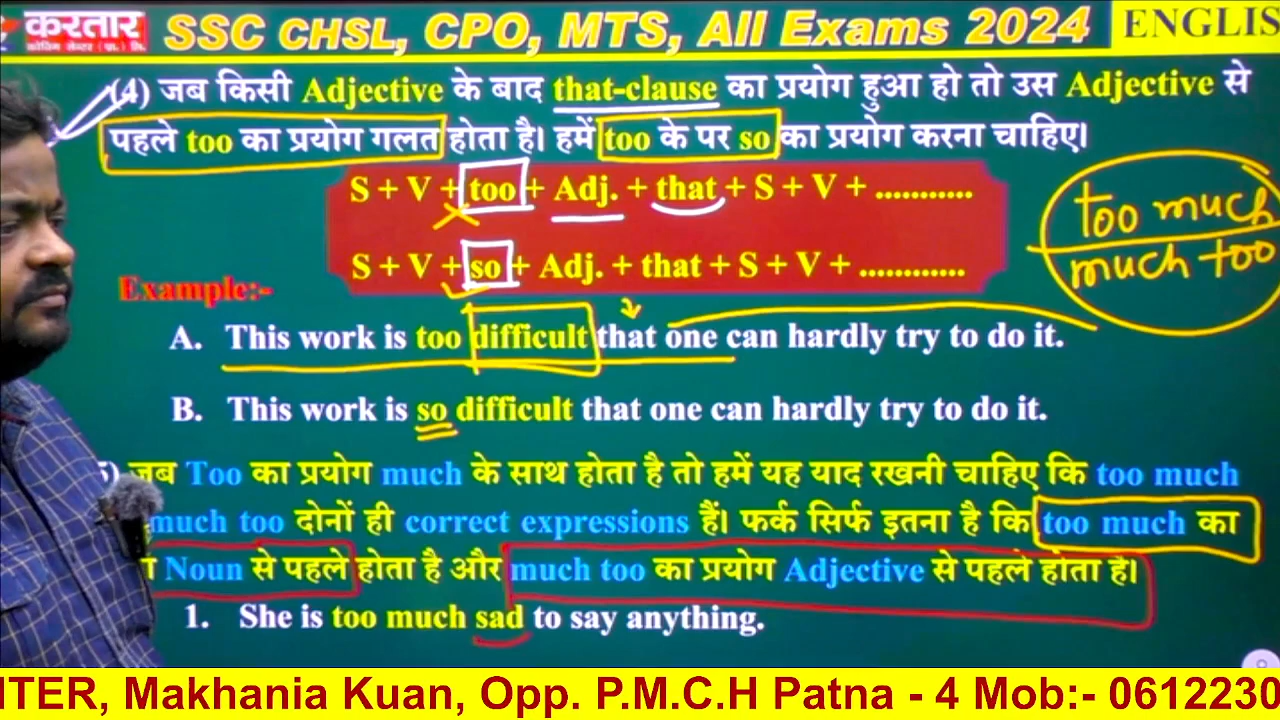 करतार
SSC CHSL, CPO, MTS, All Exams 2024
ENGLIS
(4) जब किसी Adjective के बाद that-clause का प्रयोग हुआ हो तो उस Adjective से
पहले too का प्रयोग गलत होता है। हमें too के पर so का प्रयोग करना चाहिए।
S + V + too + Adj. + that + S + V + ............
S + V + so + Adj. + that + S + V + ............
too much
much too
Example:-
A. This work is too difficult that one can hardly try to do it.
B. This work is so difficult that one can hardly try to do it.
5) जब Too का प्रयोग much के साथ होता है तो हमें यह याद रखनी चाहिए कि too much
much too दोनों ही correct expressions हैं। फर्क सिर्फ इतना है कि too much का
Noun से पहले होता है और much too का प्रयोग Adjective से पहले होता है।
1. She is too much sad to say anything.
NTER, Makhania Kuan, Opp. P.M.C.H Patna - 4 Mob:- 0612230